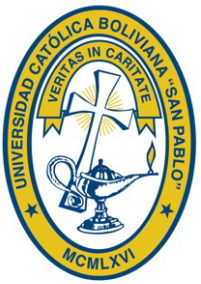 UNIVERSIDAD CATÓLICA BOLIVIANA "SAN PABLO"
VERITAS IN CARITATE
MCMLXVI